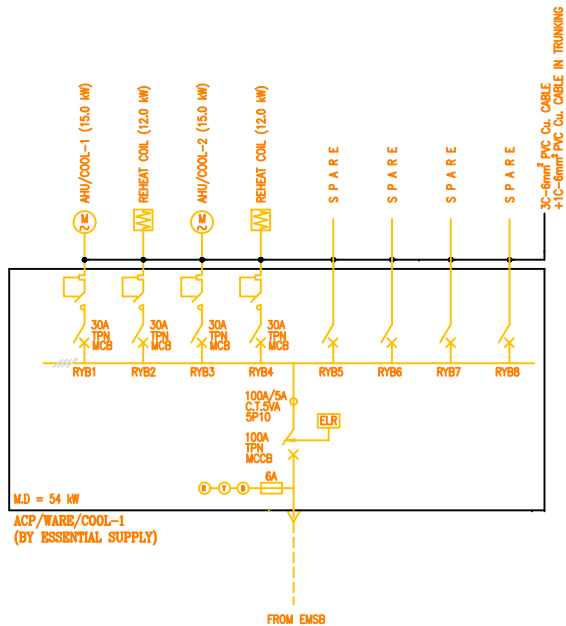 AHU/COOL-1 (15.0 kW)
REHEAT COIL (12.0 kW)
AHU/COOL-2 (15.0 kW)
REHEAT COIL (12.0 kW)
SPARE
SPARE
SPARE
SPARE
3C-6mm² PVC Cu. CABLE
+1C-6mm² PVC Cu. CABLE IN TRUNKING
M
M
30A
TPN
MCB
30A
TPN
MCB
30A
TPN
MCB
30A
TPN
MCB
RYB1
RYB2
RYB3
RYB4
RYB5
RYB6
RYB7
RYB8
100A/5A
C.T.5VA
5P10
ELR
100A
TPN
MCCB
6A
R Y B
M.D = 54 kW
ACP/WARE/COOL-1
(BY ESSENTIAL SUPPLY)
FROM EMSB